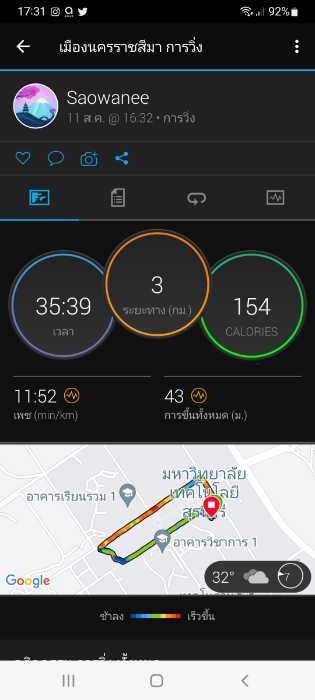 17:31 92%
เมืองนครราชสีมา การวิ่ง
Saowanee
11 ส.ค. @ 16:32 • การวิ่ง
35:39
เวลา
3
ระยะทาง (กม.)
154
CALORIES
11:52
เพซ (min/km)
43
การขึ้นทั้งหมด (ม.)
มหาวิทยาลัย
เทคโนโลยี
อาคารเรียนรวม 1
อาคารวิชาการ 1
Google
32° 7
ช้าลง เร็วขึ้น